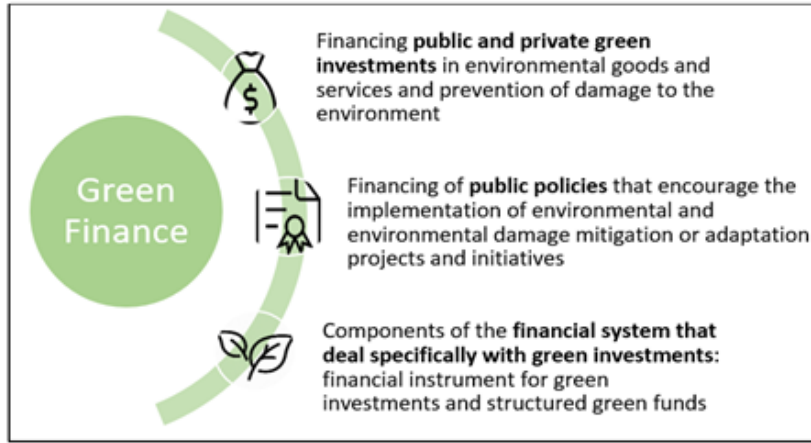 Green
Finance
Financing public and private green
investments in environmental goods and
services and prevention of damage to the
environment
$
Financing of public policies that encourage the
implementation of environmental and
environmental damage mitigation or adaptation
projects and initiatives
Components of the financial system that
deal specifically with green investments:
financial instrument for green
investments and structured green funds